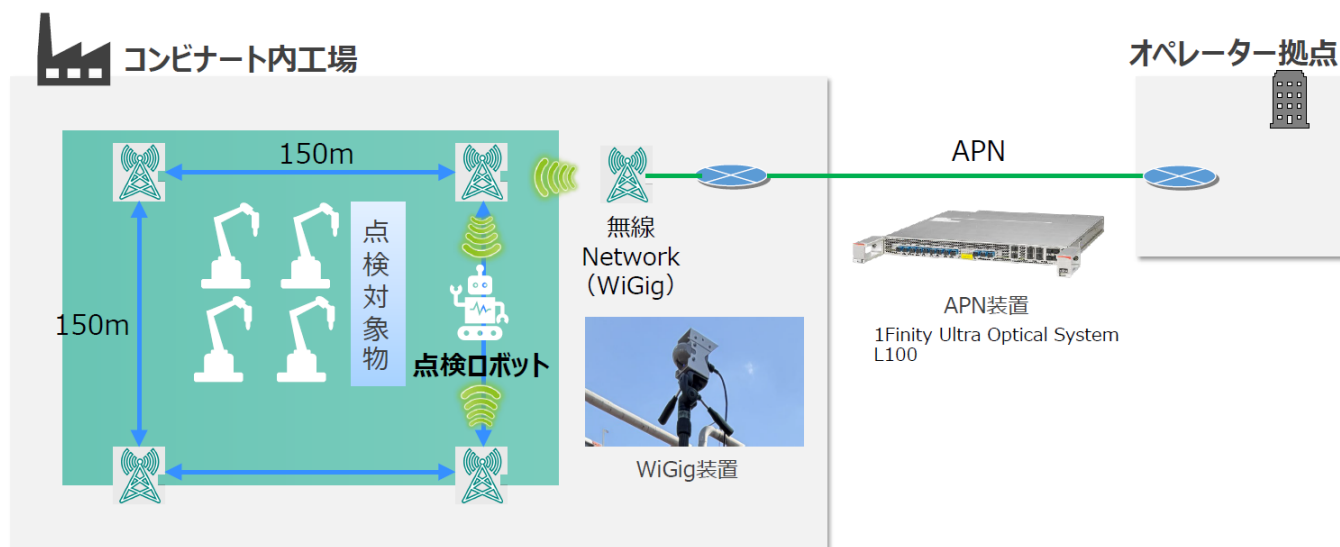 コンビナート内工場
オペレーター拠点
150m
APN
無線
Network
（WiGig）
点検対象物
150m
点検ロボット
APN装置
1Finity Ultra Optical System
L100
WiGig装置